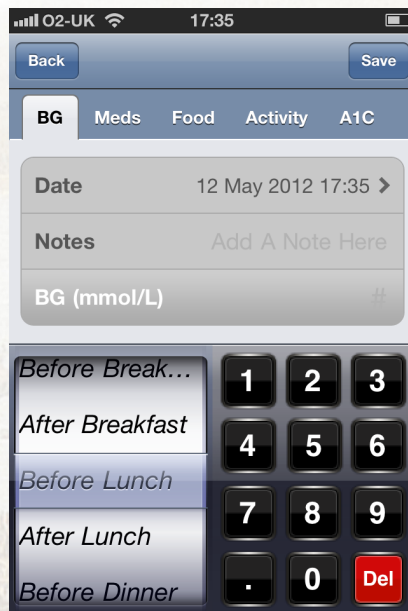 O2-UK 17:35
Back Save
BG Meds Food Activity A1C
Date 12 May 2012 17:35
Notes Add A Note Here
BG (mmol/L) #
Before Break...
After Breakfast
Before Lunch
After Lunch
Before Dinner
1 2 3
4 5 6
7 8 9
. 0 Del